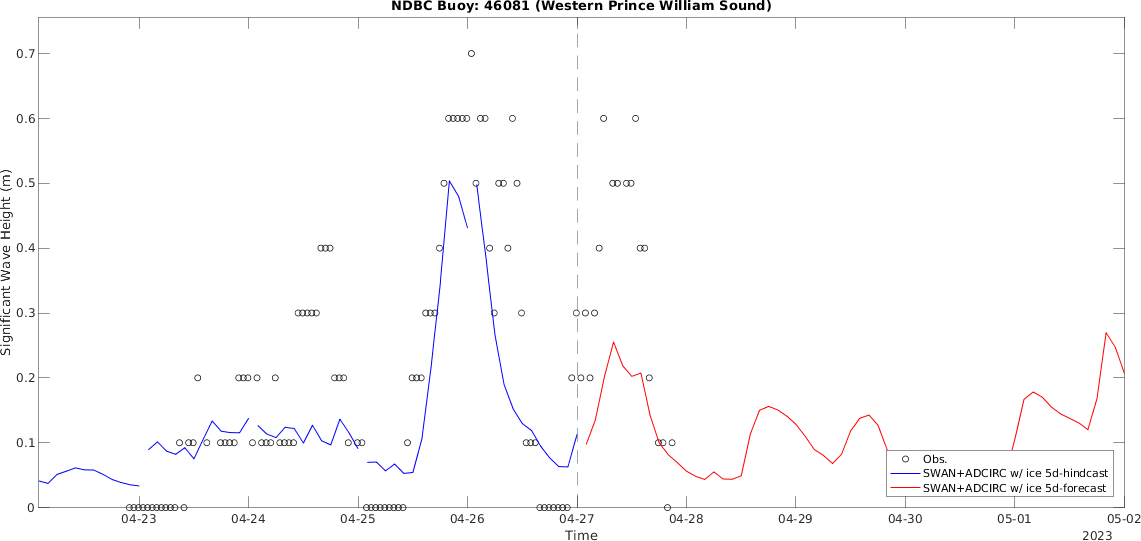 NDBC Buoy: 46081 (Western Prince William Sound)
Significant Wave Height (m)
0.7
0.6
0.5
0.4
0.3
0.2
0.1
0
Obs.
SWAN+ADCIRC w/ ice 5d-hindcast
SWAN+ADCIRC w/ ice 5d-forecast
04-23 04-24 04-25 04-26 04-27 04-28 04-29 04-30 05-01 05-02
Time
2023